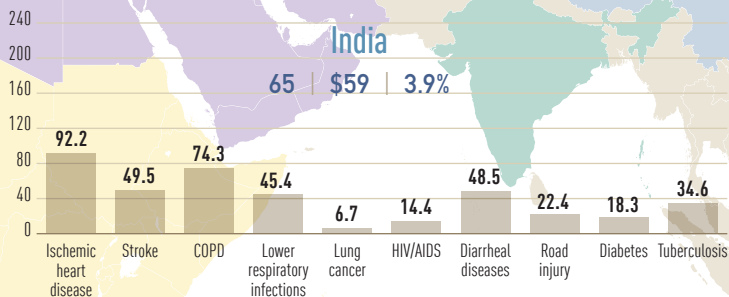 240
India
200
65 | $59 | 3.9%
160
120
92.2
74.3
80
49.5
45.4
48.5
34.6
40
6.7
14.4
22.4
18.3
0
Ischemic
heart
disease
Stroke
COPD
Lower
respiratory
infections
Lung
cancer
HIV/AIDS
Diarrheal
diseases
Road
injury
Diabetes
Tuberculosis